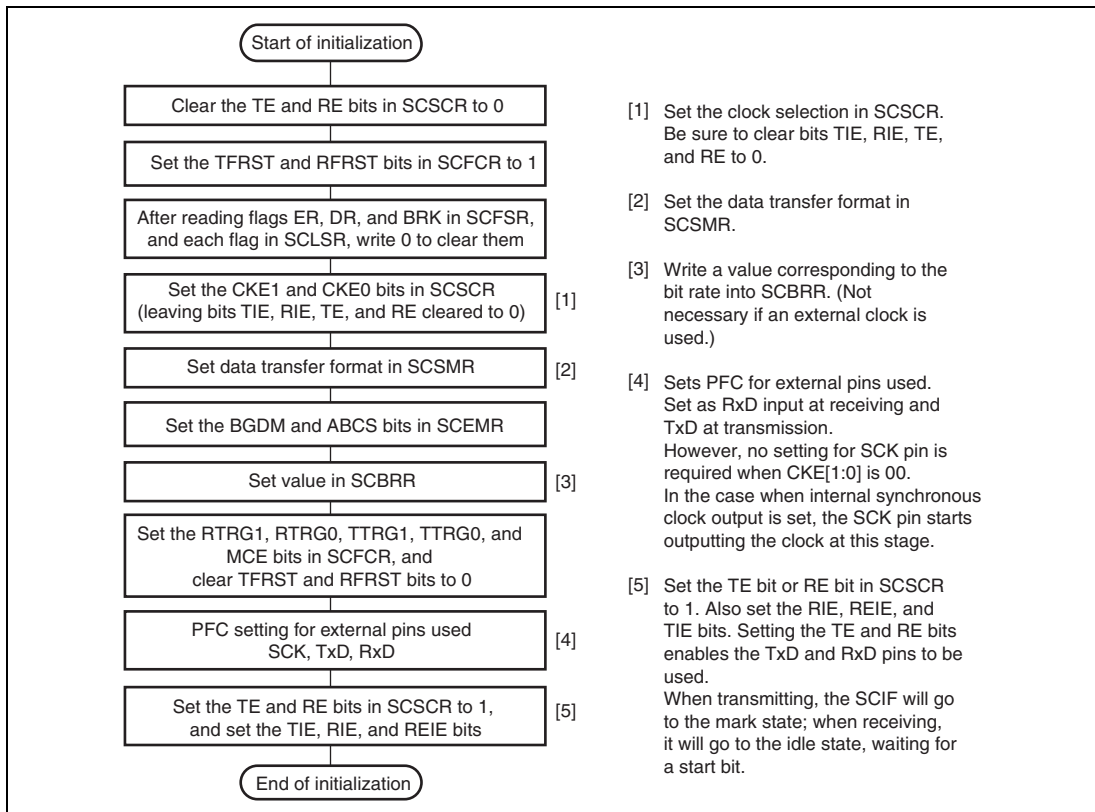 Start of initialization
Clear the TE and RE bits in SCSCR to 0
Set the TFRST and RFRST bits in SCFCR to 1
After reading flags ER, DR, and BRK in SCFSR,
and each flag in SCLSR, write 0 to clear them
Set the CKE1 and CKE0 bits in SCSCR
(leaving bits TIE, RIE, TE, and RE cleared to 0)
[1]
Set data transfer format in SCSMR
[2]
Set the BGDM and ABCS bits in SCEMR
Set value in SCBRR
[3]
Set the RTRG1, RTRG0, TTRG1, TTRG0, and
MCE bits in SCFCR, and
clear TFRST and RFRST bits to 0
PFC setting for external pins used
SCK, TxD, RxD
[4]
Set the TE and RE bits in SCSCR to 1,
and set the TIE, RIE, and REIE bits
[5]
End of initialization
[1] Set the clock selection in SCSCR.
Be sure to clear bits TIE, RIE, TE,
and RE to 0.
[2] Set the data transfer format in
SCSMR.
[3] Write a value corresponding to the
bit rate into SCBRR. (Not
necessary if an external clock is
used.)
[4] Sets PFC for external pins used.
Set as RxD input at receiving and
TxD at transmission.
However, no setting for SCK pin is
required when CKE[1:0] is 00.
In the case when internal synchronous
clock output is set, the SCK pin starts
outputting the clock at this stage.
[5] Set the TE bit or RE bit in SCSCR
to 1. Also set the RIE, REIE, and
TIE bits. Setting the TE and RE bits
enables the TxD and RxD pins to be
used.
When transmitting, the SCIF will go
to the mark state; when receiving,
it will go to the idle state, waiting for
a start bit.